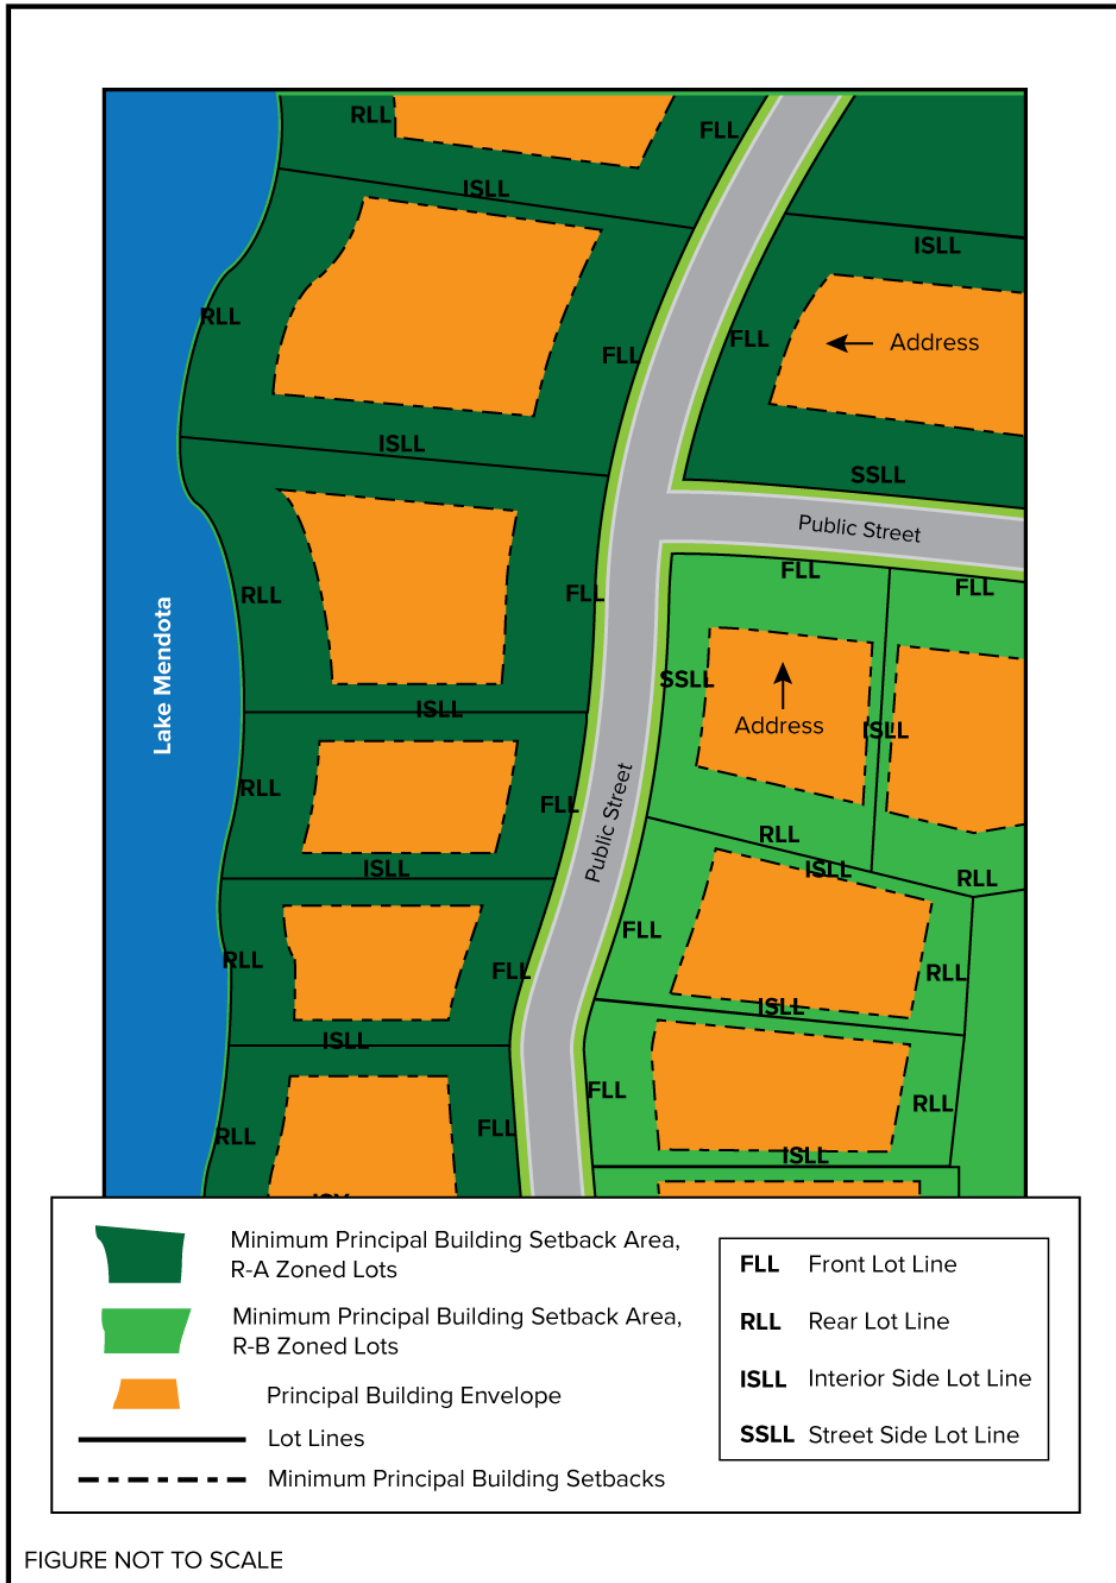 RLL
FLL
ISLL
ISLL
RLL
FLL
FLL
Address
ISLL
SSLL
Public Street
FLL
FLL
RLL
FLL
Lake Mendota
SSLL
Address
ISLL
ISLL
RLL
FLL
Public Street
RLL
ISLL
ISLL
RLL
FLL
RLL
FLL
RLL
ISLL
ISLL
FLL
RLL
RLL
FLL
ISLL
Minimum Principal Building Setback Area,
R-A Zoned Lots
Minimum Principal Building Setback Area,
R-B Zoned Lots
Principal Building Envelope
Lot Lines
Minimum Principal Building Setbacks
FLL Front Lot Line
RLL Rear Lot Line
ISLL Interior Side Lot Line
SSLL Street Side Lot Line
FIGURE NOT TO SCALE